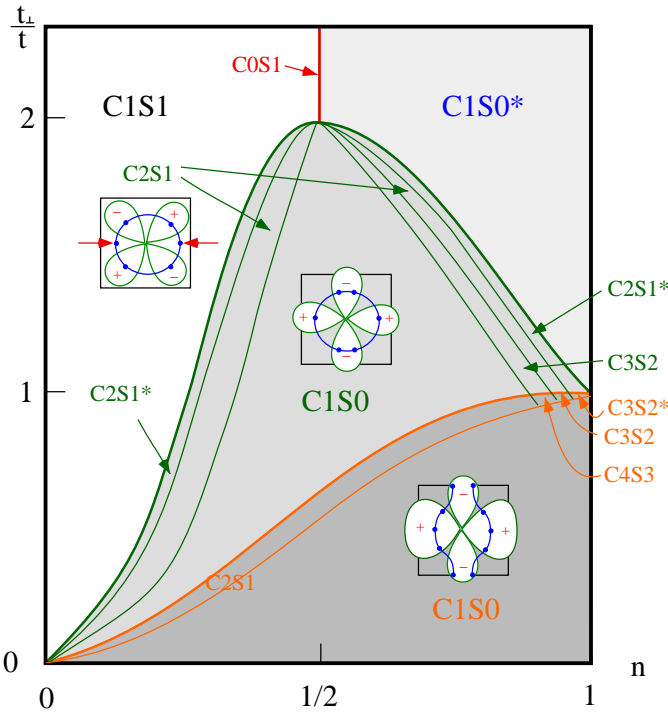 t⊥
t
C0S1
2
C1S1
C1S0*
C2S1
−
+
+
−
−
+
+
−
C2S1*
C3S2
1
C2S1*
C1S0
C3S2*
C3S2
C4S3
−
+
+
−
C2S1
C1S0
0
n
0
1/2
1